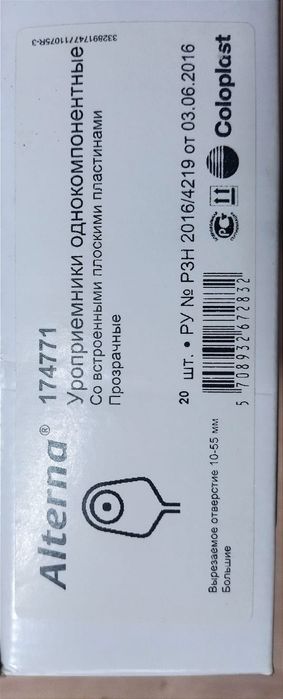 Alterna® 174771
Уроприемники однокомпонентные
Со встроенными плоскими пластинами
Прозрачные
20 шт. • РУ № РЗН 2016/4219 от 03.06.2016
Вырезаемое отверстие 10-55 мм
Большие
5 708932 672832
Coloplast
332891747711075R-3